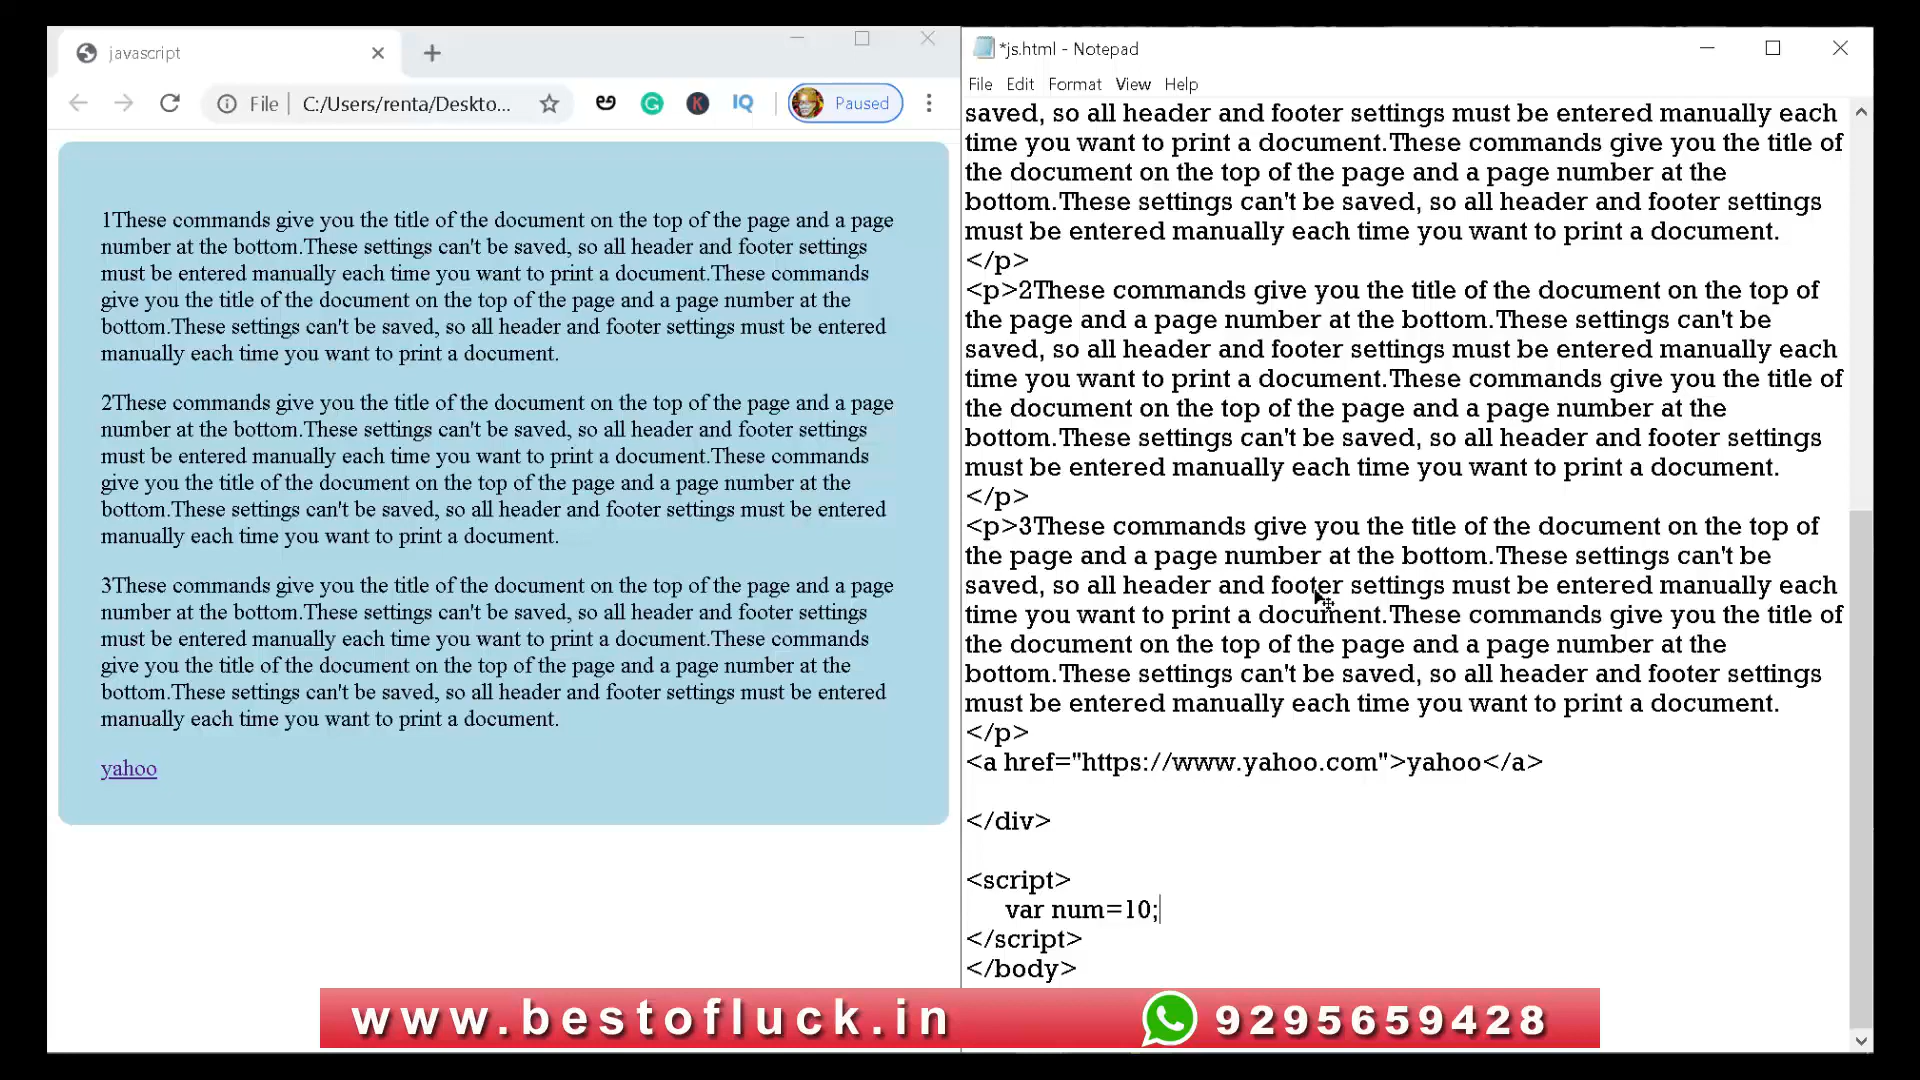 javascript
File
C:/Users/renta/Deskto...
Paused
1These commands give you the title of the document on the top of the page and a page
number at the bottom.These settings can't be saved, so all header and footer settings
must be entered manually each time you want to print a document.These commands
give you the title of the document on the top of the page and a page number at the
bottom.These settings can't be saved, so all header and footer settings must be entered
manually each time you want to print a document.
2These commands give you the title of the document on the top of the page and a page
number at the bottom.These settings can't be saved, so all header and footer settings
must be entered manually each time you want to print a document.These commands
give you the title of the document on the top of the page and a page number at the
bottom.These settings can't be saved, so all header and footer settings must be entered
manually each time you want to print a document.
3These commands give you the title of the document on the top of the page and a page
number at the bottom.These settings can't be saved, so all header and footer settings
must be entered manually each time you want to print a document.These commands
give you the title of the document on the top of the page and a page number at the
bottom.These settings can't be saved, so all header and footer settings must be entered
manually each time you want to print a document.
yahoo
*js.html - Notepad
File Edit Format View Help
saved, so all header and footer settings must be entered manually each
time you want to print a document.These commands give you the title of
the document on the top of the page and a page number at the
bottom.These settings can't be saved, so all header and footer settings
must be entered manually each time you want to print a document.
</p>
<p>2These commands give you the title of the document on the top of
the page and a page number at the bottom.These settings can't be
saved, so all header and footer settings must be entered manually each
time you want to print a document.These commands give you the title of
the document on the top of the page and a page number at the
bottom.These settings can't be saved, so all header and footer settings
must be entered manually each time you want to print a document.
</p>
<p>3These commands give you the title of the document on the top of
the page and a page number at the bottom.These settings can't be
saved, so all header and footer settings must be entered manually each
time you want to print a document.These commands give you the title of
the document on the top of the page and a page number at the
bottom.These settings can't be saved, so all header and footer settings
must be entered manually each time you want to print a document.
</p>
<a href="https://www.yahoo.com">yahoo</a>
</div>
<script>
var num=10;
</script>
</body>
www.bestofluck.in
9295659428